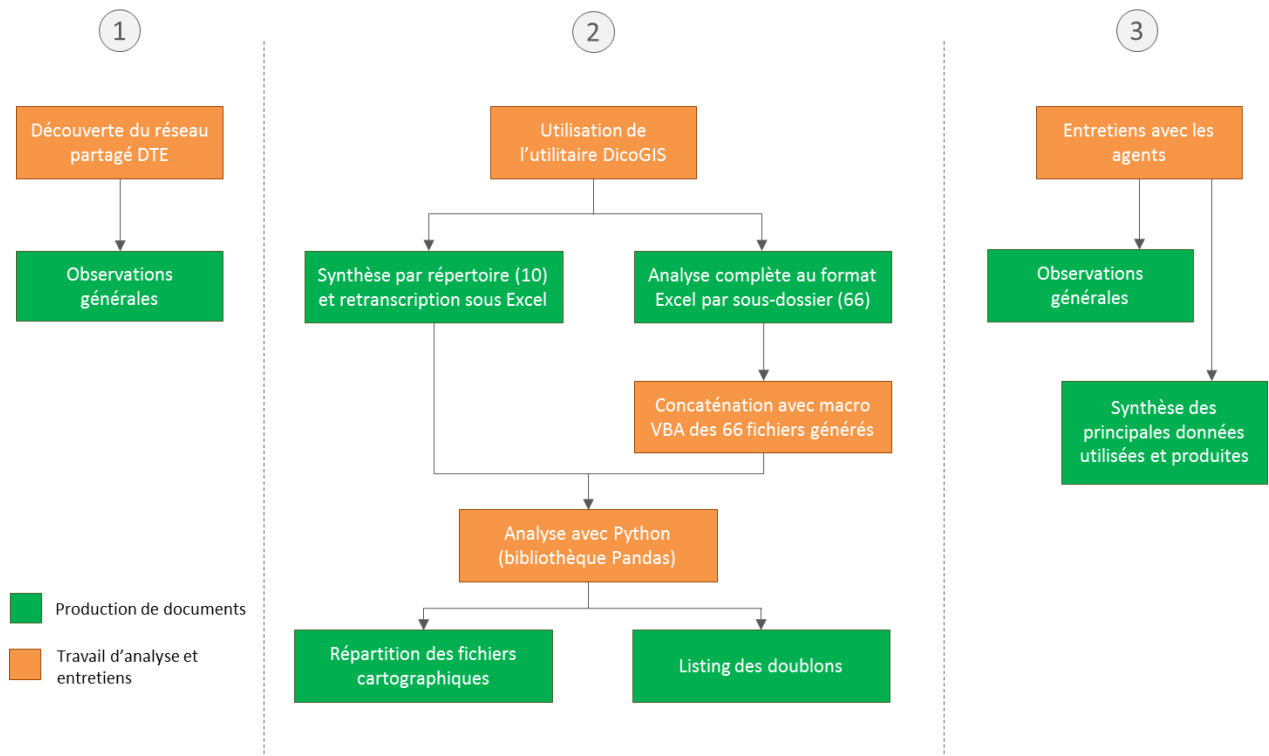 1
2
3
Découverte du réseau
partagé DTE
Utilisation de
l’utilitaire DicoGIS
Entretiens avec les
agents
Observations
générales
Synthèse par répertoire (10)
et retranscription sous Excel
Analyse complète au format
Excel par sous-dossier (66)
Observations
générales
Concaténation avec macro
VBA des 66 fichiers générés
Synthèse des
principales données
utilisées et produites
Analyse avec Python
(bibliothèque Pandas)
Répartition des fichiers
cartographiques
Listing des doublons
Production de documents
Travail d’analyse et
entretiens